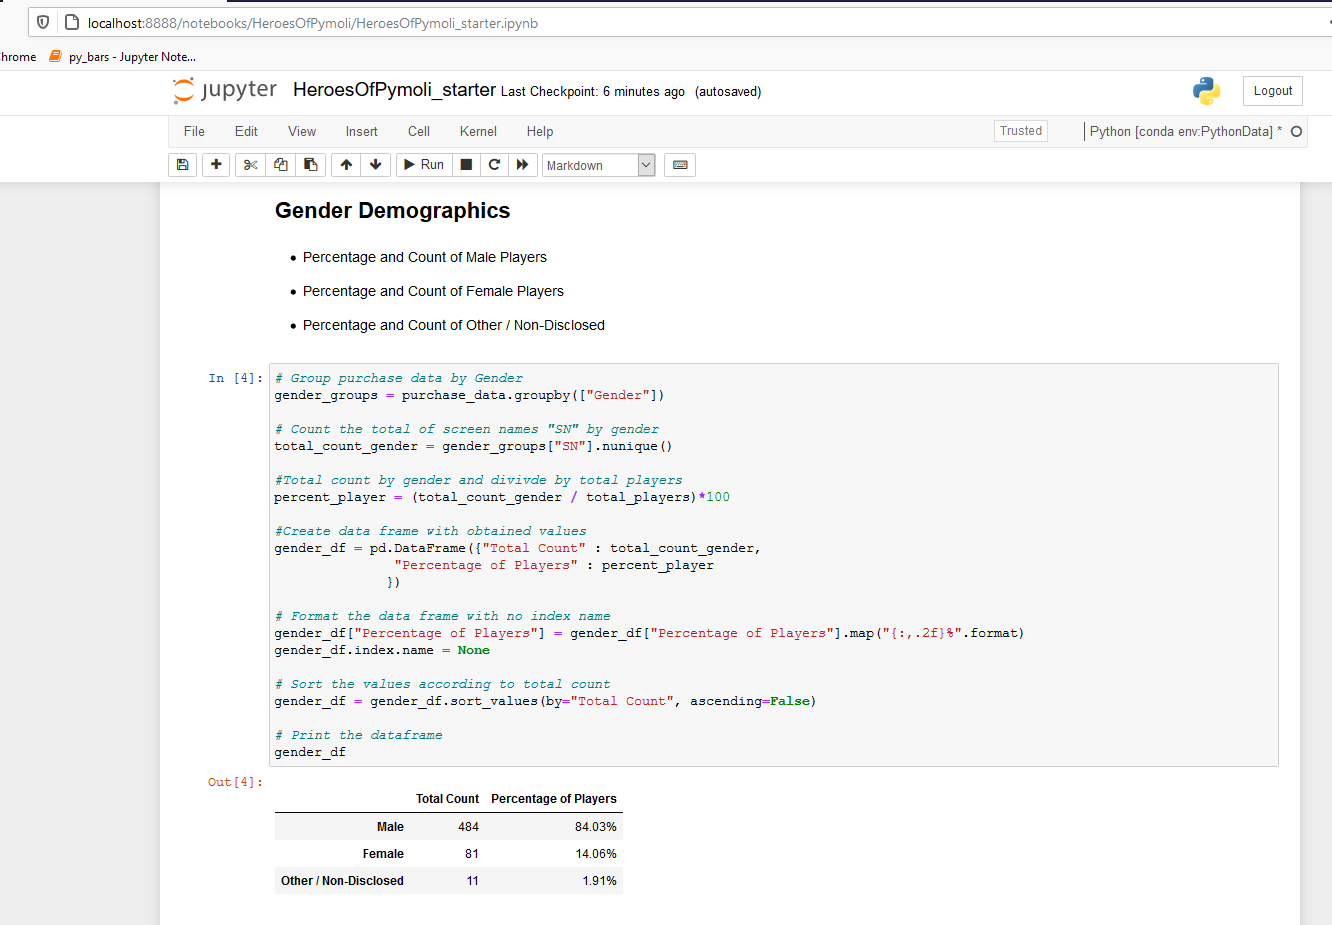 localhost:8888/notebooks/HeroesOfPymoli/HeroesOfPymoli_starter.ipynb
hrome py_bars - Jupyter Note...
jupyter HeroesOfPymoli_starter Last Checkpoint: 6 minutes ago (autosaved) Logout
File Edit View Insert Cell Kernel Help Trusted Python [conda env:PythonData] *
Run Markdown
Gender Demographics
• Percentage and Count of Male Players
• Percentage and Count of Female Players
• Percentage and Count of Other / Non-Disclosed
In [4]: # Group purchase data by Gender
gender_groups = purchase_data.groupby(["Gender"])
# Count the total of screen names "SN" by gender
total_count_gender = gender_groups["SN"].nunique()
#Total count by gender and divivde by total players
percent_player = (total_count_gender / total_players)*100
#Create data frame with obtained values
gender_df = pd.DataFrame({"Total Count" : total_count_gender,
"Percentage of Players" : percent_player
})
# Format the data frame with no index name
gender_df["Percentage of Players"] = gender_df["Percentage of Players"].map("{:,.2f}%".format)
gender_df.index.name = None
# Sort the values according to total count
gender_df = gender_df.sort_values(by="Total Count", ascending=False)
# Print the dataframe
gender_df
Out[4]:
Total Count Percentage of Players
Male 484 84.03%
Female 81 14.06%
Other / Non-Disclosed 11 1.91%